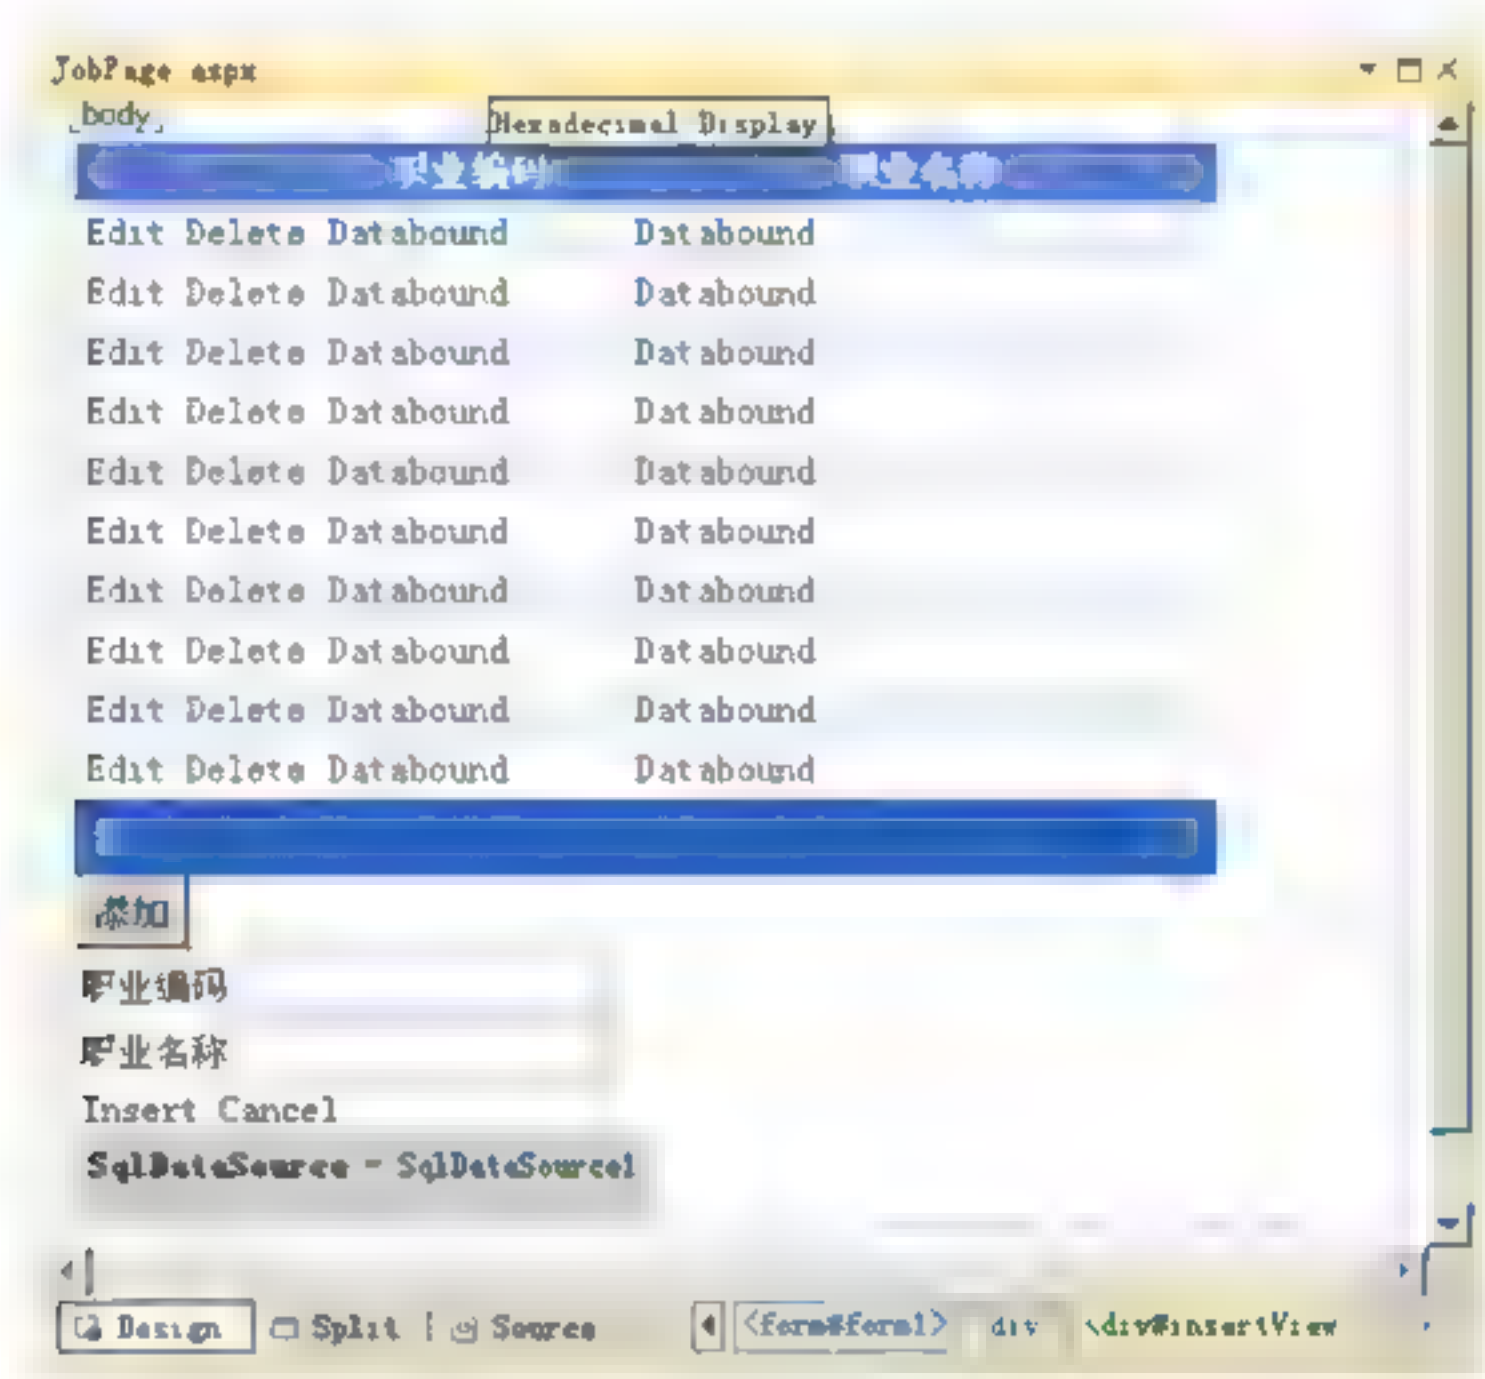 JobPage aspx
body
Hexadecimal Display
职业编码 职业名称
Edit Delete Databound Databound
Edit Delete Databound Databound
Edit Delete Databound Databound
Edit Delete Databound Databound
Edit Delete Databound Databound
Edit Delete Databound Databound
Edit Delete Databound Databound
Edit Delete Databound Databound
Edit Delete Databound Databound
Edit Delete Databound Databound
添加
职业编码
职业名称
Insert Cancel
SqlDataSource - SqlDataSource1
Design Split Source <form#form1> div <div#insertView